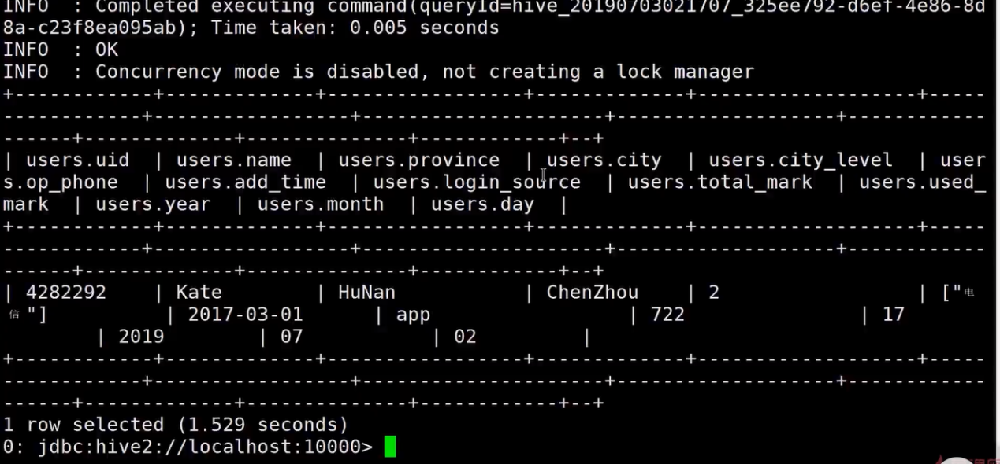 INFO  : Completed executing command(queryId=hive_20190703021707_325ee792-d6ef-4e86-8d
8a-c23f8ea095ab); Time taken: 0.005 seconds
INFO  : OK
INFO  : Concurrency mode is disabled, not creating a lock manager
+------------+-------------+-----------------+-------------+-------------------+-----
------------+-----------------+---------------------+-------------------+------------
------+-------------+--------------+------------+--+
| users.uid  | users.name  | users.province  | users.city  | users.city_level  | user
s.op_phone  | users.add_time  | users.login_source  | users.total_mark  | users.used_
mark  | users.year  | users.month  | users.day  |
+------------+-------------+-----------------+-------------+-------------------+-----
------------+-----------------+---------------------+-------------------+------------
------+-------------+--------------+------------+--+
| 4282292    | Kate        | HuNan           | ChenZhou    | 2                 | ["电
信"]          | 2017-03-01      | app                 | 722               | 17
        | 2019        | 07           | 02         |
+------------+-------------+-----------------+-------------+-------------------+-----
------------+-----------------+---------------------+-------------------+------------
------+-------------+--------------+------------+--+
1 row selected (1.529 seconds)
0: jdbc:hive2://localhost:10000>